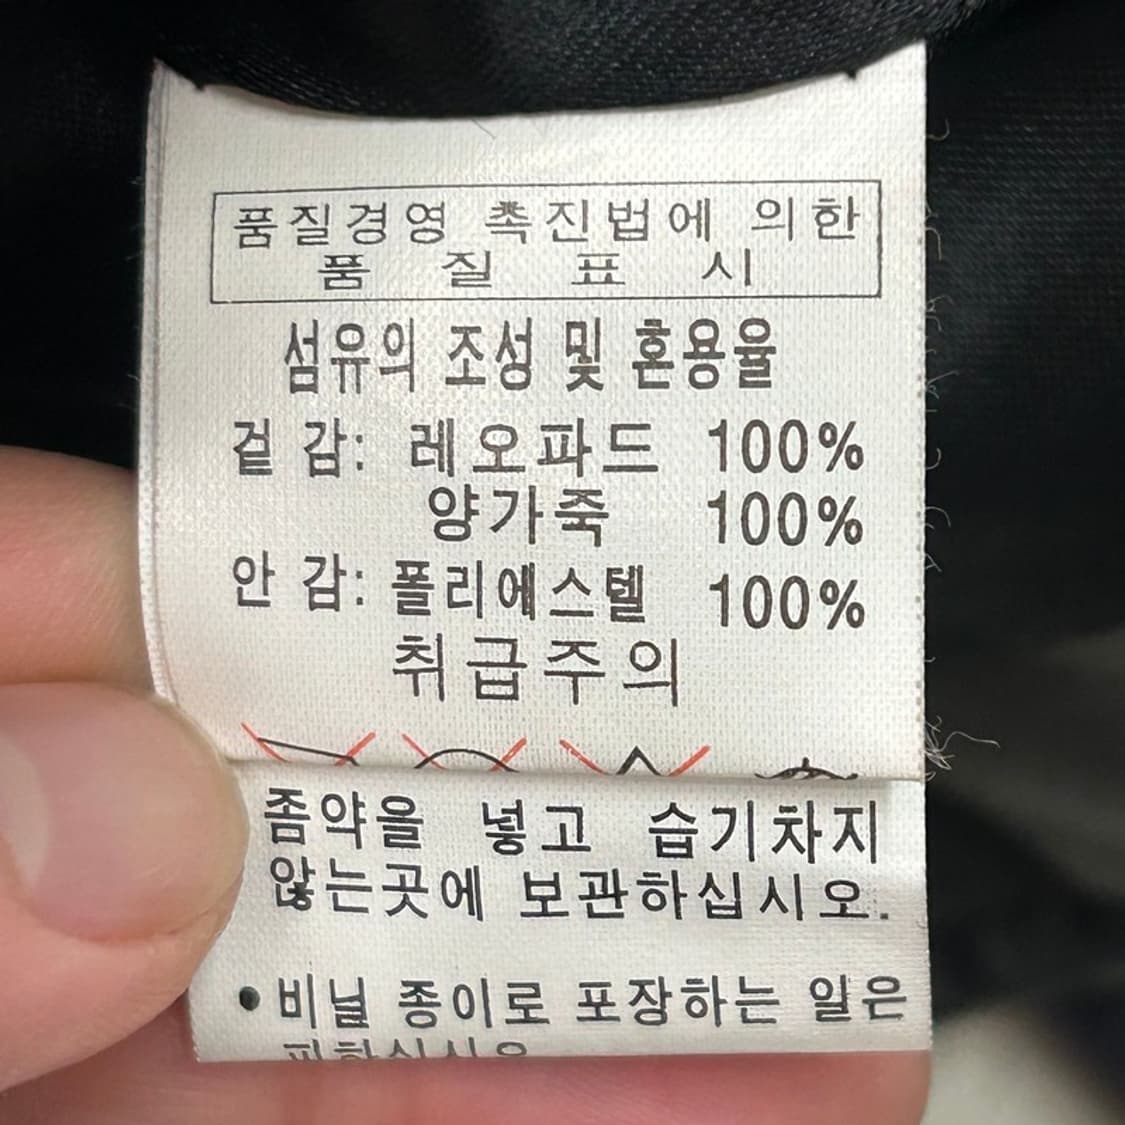 품질경영 촉진법에 의한
품 질 표 시
섬유의 조성 및 혼용율
겉 감: 레오파드 100%
양가죽 100%
안 감: 폴리에스텔 100%
취급주의
좀약을 넣고 습기차지
않는곳에 보관하십시오.
• 비닐 종이로 포장하는 일은